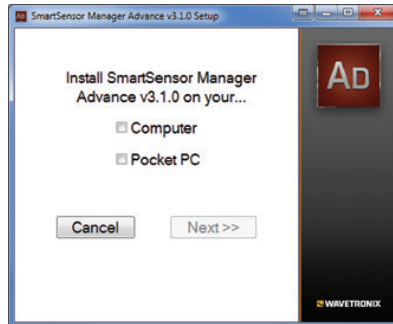 SmartSensor Manager Advance v3.1.0 Setup
Install SmartSensor Manager
Advance v3.1.0 on your...
Computer
Pocket PC
Cancel
Next >>
AD
WAVETRONIX